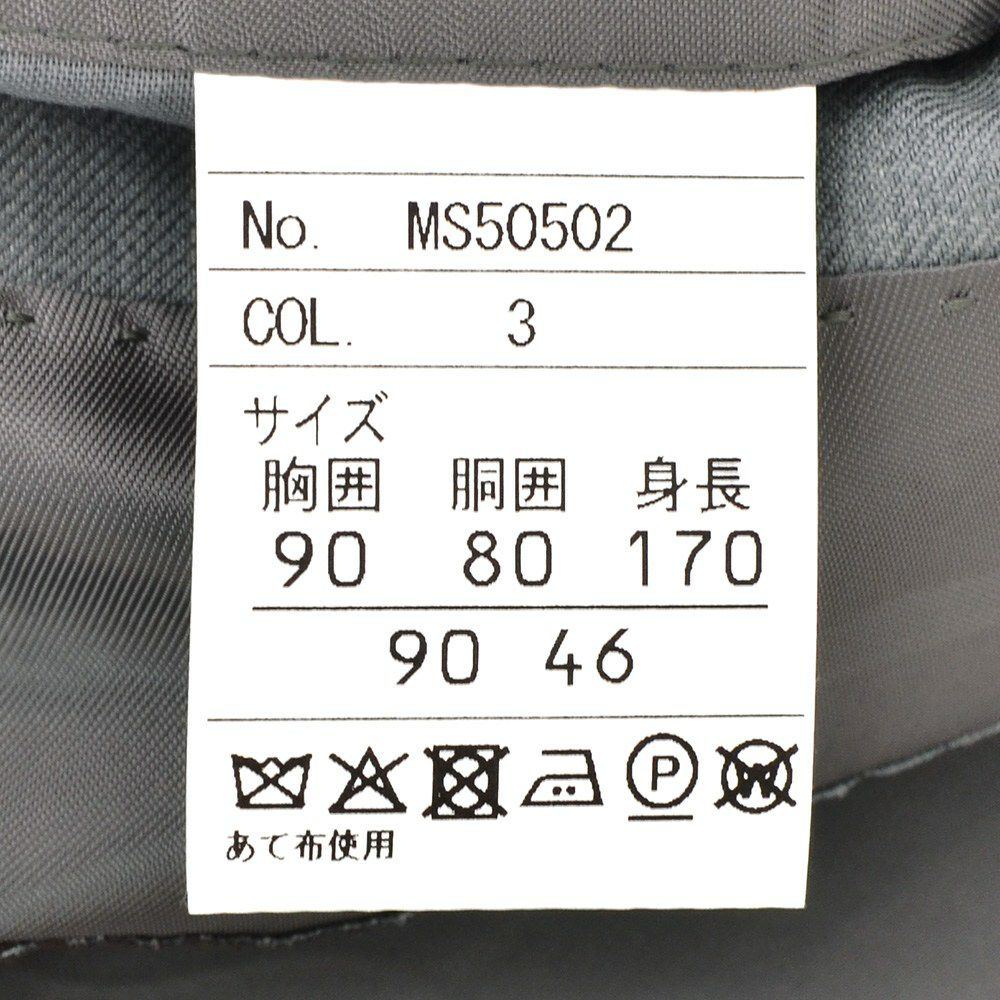 No. MS50502
COL. 3
サイズ
胸囲 胴囲 身長
90 80 170
90 46
P W
あて布使用